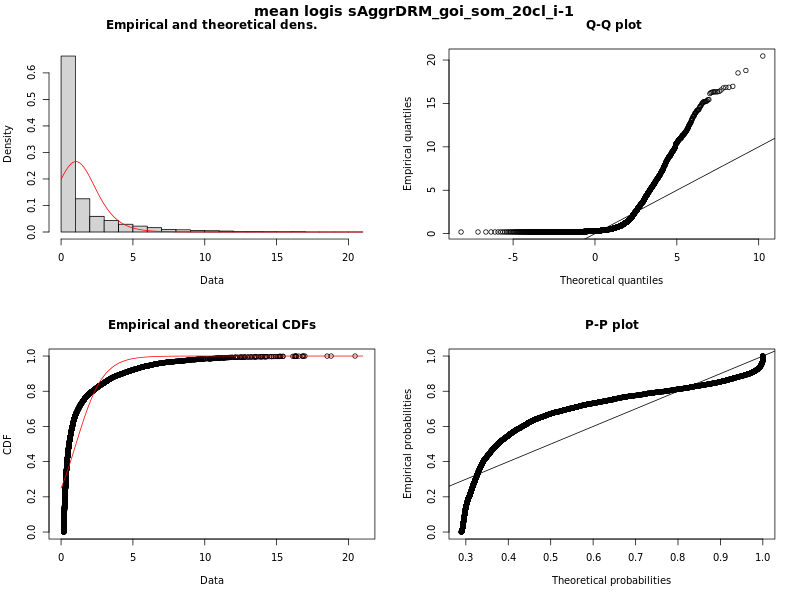 mean logis sAggrDRM_goi_som_20cl_i-1
Empirical and theoretical dens.
Density
0.0 0.1 0.2 0.3 0.4 0.5 0.6
0 5 10 15 20
Data
Q-Q plot
Empirical quantiles
0 5 10 15 20
-5 0 5 10
Theoretical quantiles
Empirical and theoretical CDFs
CDF
0.0 0.2 0.4 0.6 0.8 1.0
0 5 10 15 20
Data
P-P plot
Empirical probabilities
0.0 0.2 0.4 0.6 0.8 1.0
0.3 0.4 0.5 0.6 0.7 0.8 0.9 1.0
Theoretical probabilities